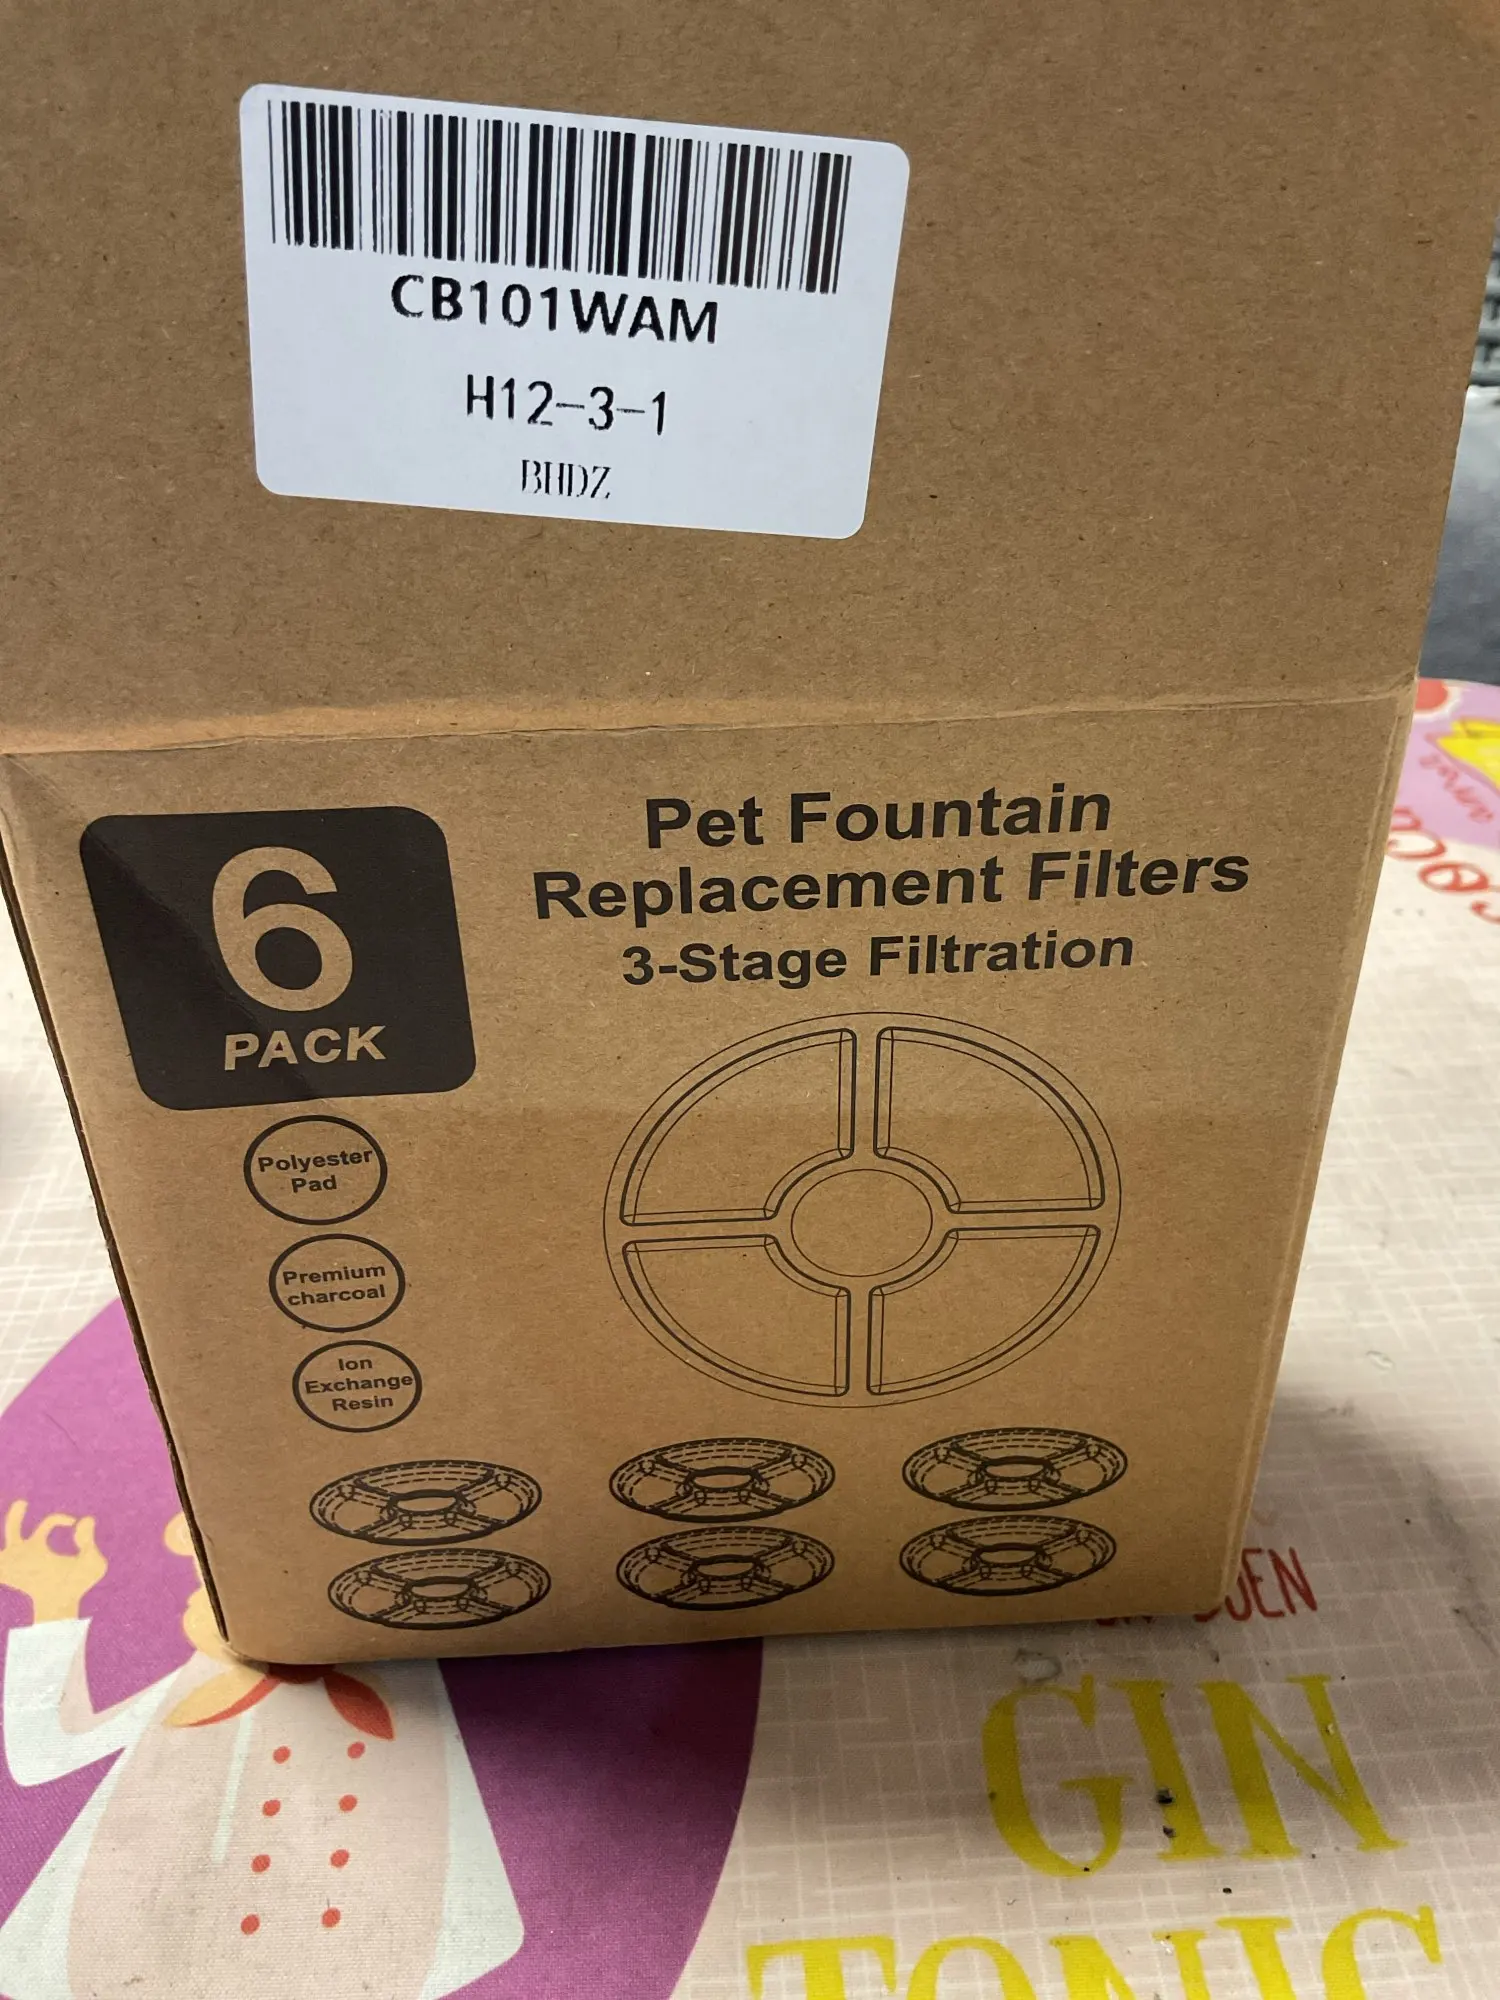 CB101WAM
H12-3-1
BHDZ
6
PACK
Pet Fountain
Replacement Filters
3-Stage Filtration
Polyester
Pad
Premium
charcoal
Ion
Exchange
Resin
GIN
TONIC